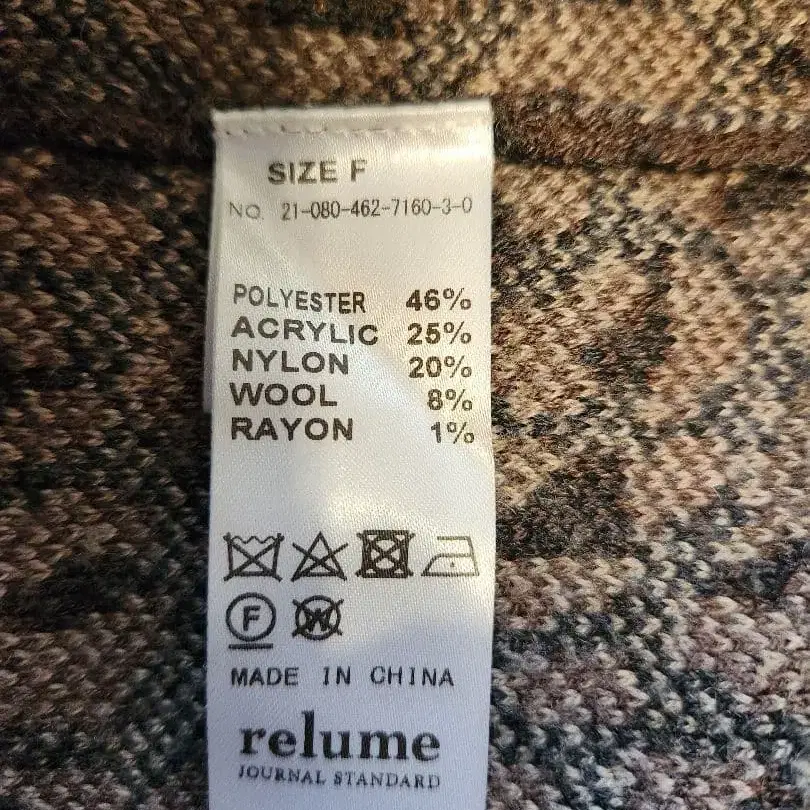 SIZE F
NO. 21-080-462-7160-3-0
POLYESTER 46%
ACRYLIC 25%
NYLON 20%
WOOL 8%
RAYON 1%
F W
MADE IN CHINA
relume
JOURNAL STANDARD